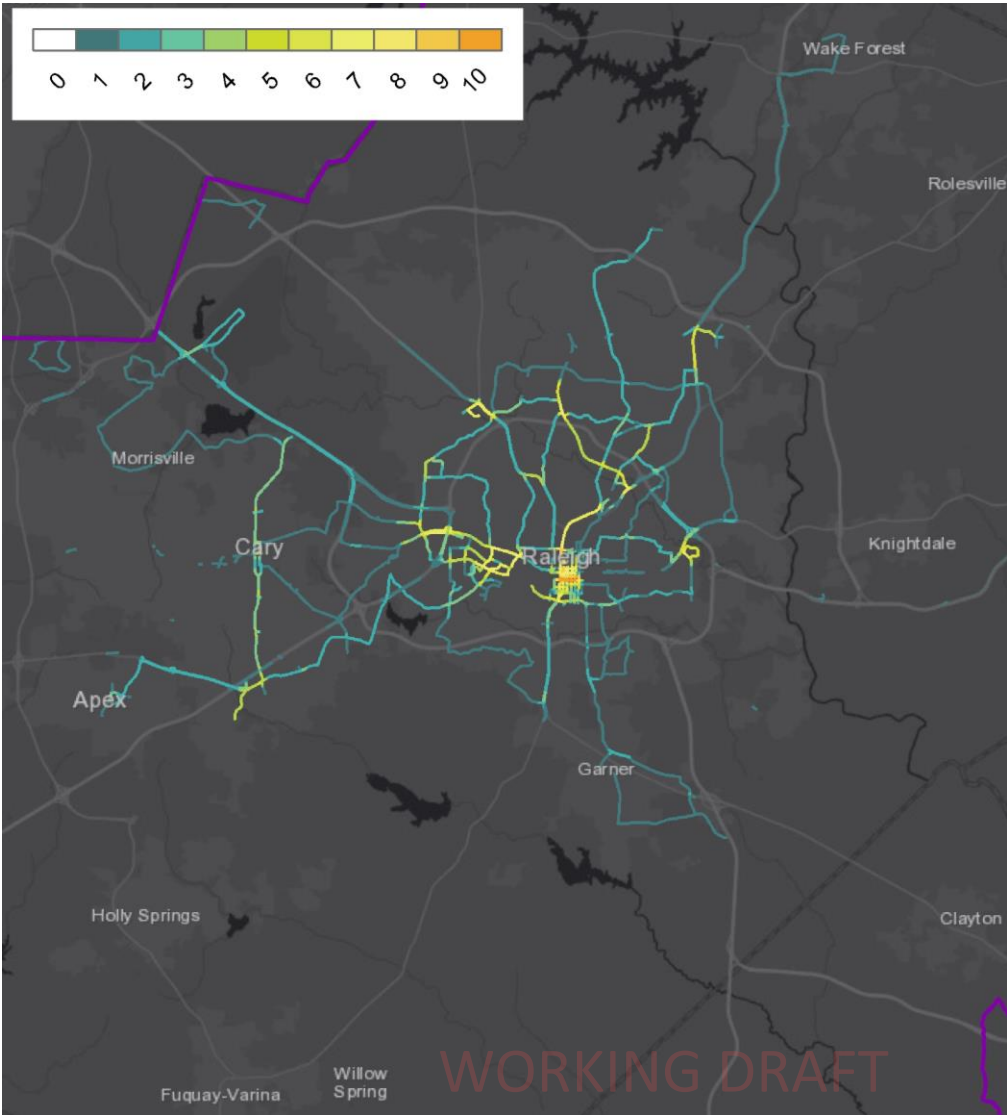 0 1 2 3 4 5 6 7 8 9 10
Wake Forest
Rolesville
Morrisville
Cary
Raleigh
Knightdale
Apex
Garner
Holly Springs
Clayton
WORKING DRAFT
Willow
Spring
Fuquay-Varina